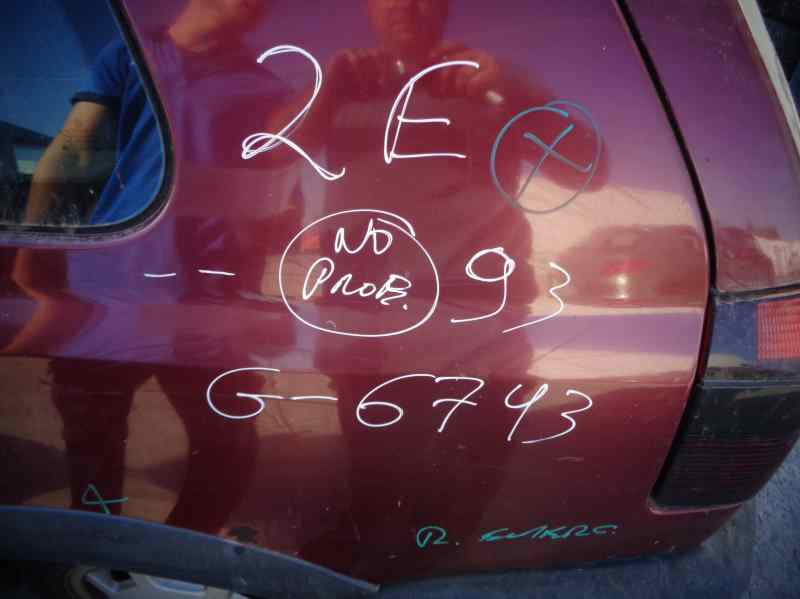 2E X
-- NO PROB. 93
G-6743
R.